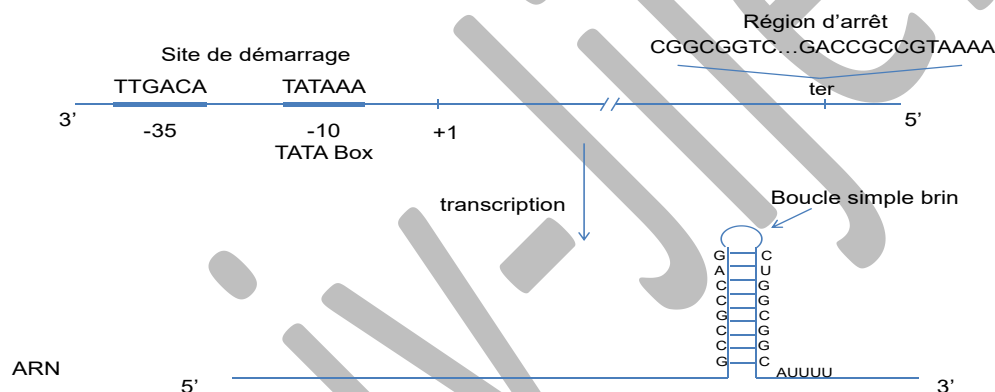 Région d'arrêt
CGGCGGTC...GACCGCCGTAAAA
Site de démarrage
TTGACA TATAAA
ter
3' 5'
-35 -10 +1
TATA Box
transcription
Boucle simple brin
G C
A U
C G
C G
G C
C G
C G
G C
AUUUU
ARN
5' 3'